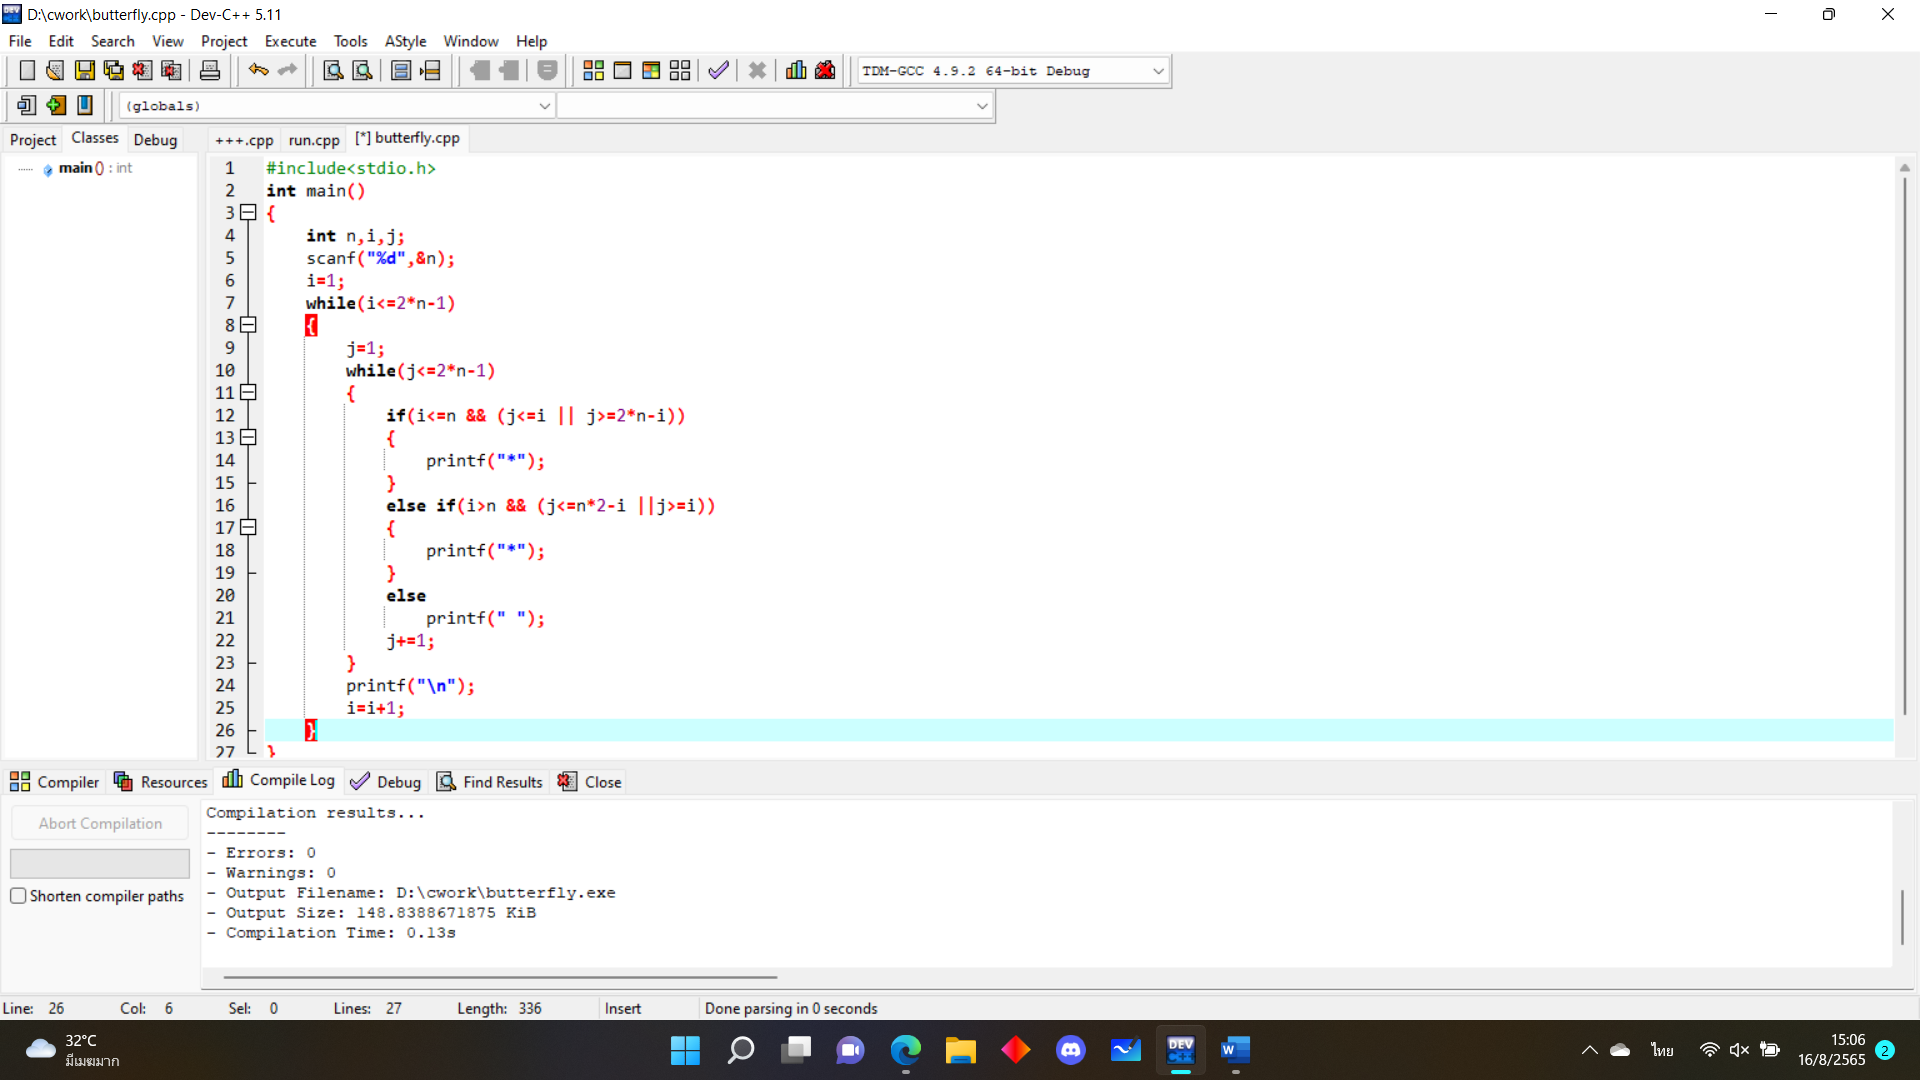 D:\cwork\butterfly.cpp - Dev-C++ 5.11
File Edit Search View Project Execute Tools AStyle Window Help
TDM-GCC 4.9.2 64-bit Debug
(globals)
Project Classes Debug
+++.cpp run.cpp [*] butterfly.cpp
main () : int
1 #include<stdio.h>
2 int main()
3 {
4 int n,i,j;
5 scanf("%d",&n);
6 i=1;
7 while(i<=2*n-1)
8 {
9 j=1;
10 while(j<=2*n-1)
11 {
12 if(i<=n && (j<=i || j>=2*n-i))
13 {
14 printf("*");
15 }
16 else if(i>n && (j<=n*2-i ||j>=i))
17 {
18 printf("*");
19 }
20 else
21 printf(" ");
22 j+=1;
23 }
24 printf("\n");
25 i=i+1;
26 }
27 }
Compiler Resources Compile Log Debug Find Results Close
Abort Compilation
Shorten compiler paths
Compilation results...
--------
- Errors: 0
- Warnings: 0
- Output Filename: D:\cwork\butterfly.exe
- Output Size: 148.8388671875 KiB
- Compilation Time: 0.13s
Line: 26 Col: 6 Sel: 0 Lines: 27 Length: 336 Insert Done parsing in 0 seconds
32°C
มีเมฆมาก
DEV
C++
W
ไทย
15:06
16/8/2565
2